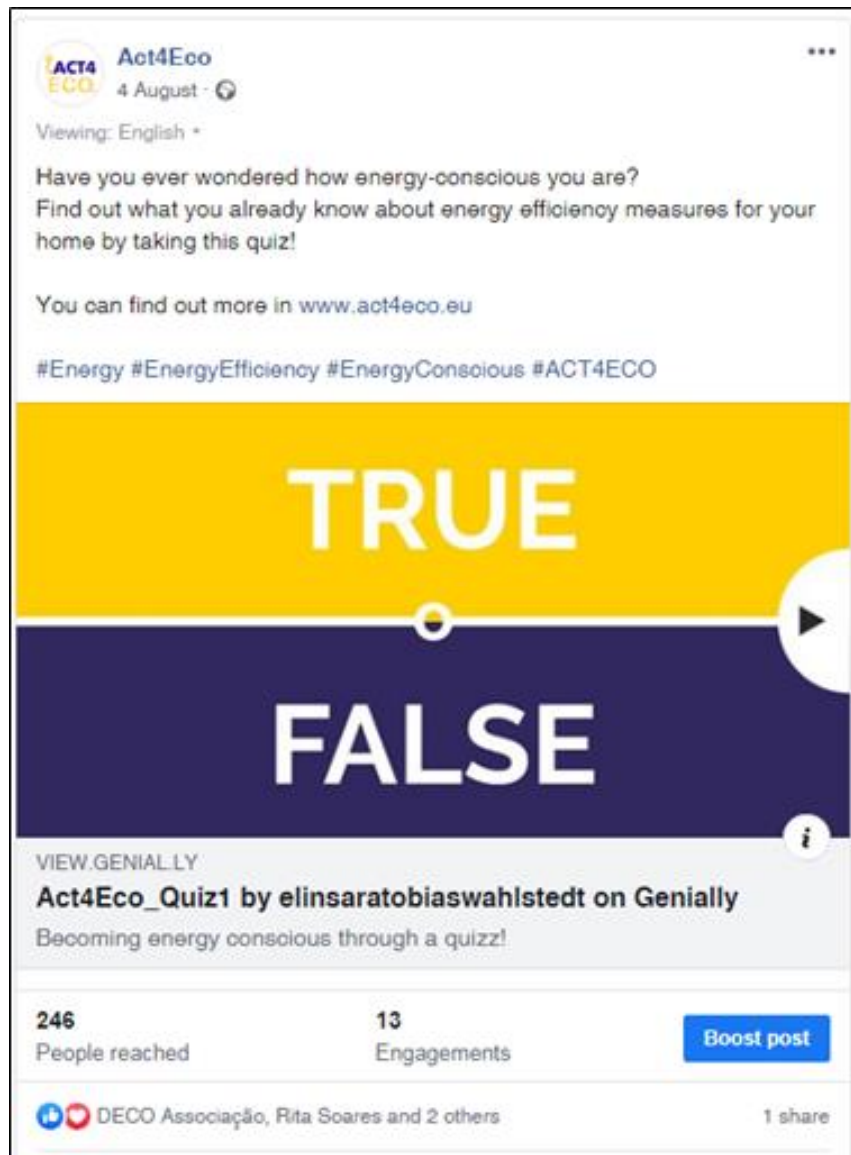 ACT4
ECO.
Act4Eco
4 August ·
Viewing: English
Have you ever wondered how energy-conscious you are?
Find out what you already know about energy efficiency measures for your
home by taking this quiz!
You can find out more in www.act4eco.eu
#Energy #EnergyEfficiency #EnergyConscious #ACT4ECO
TRUE
FALSE
i
VIEW.GENIAL.LY
Act4Eco_Quiz1 by elinsaratobiaswahlstedt on Genially
Becoming energy conscious through a quizz!
246 13
People reached Engagements Boost post
DECO Associação, Rita Soares and 2 others 1 share